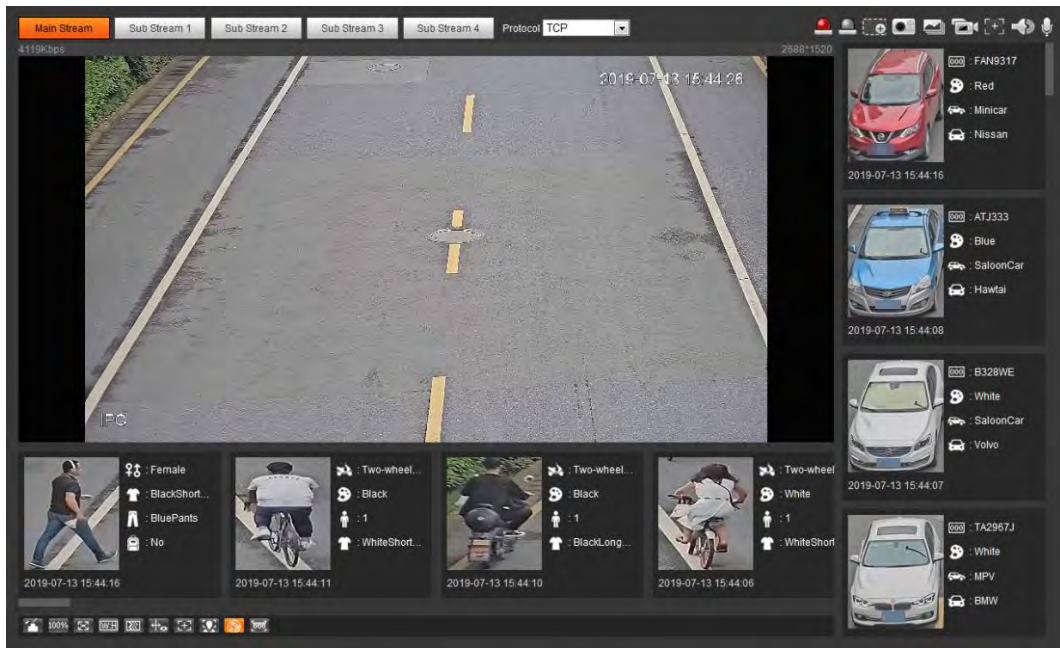 Main Stream
Sub Stream 1
Sub Stream 2
Sub Stream 3
Sub Stream 4
Protocol TCP
4119Kbps
2688*1520
2019-07-13 15:44:26
IPC
: FAN9317
: Red
: Minicar
: Nissan
2019-07-13 15:44:16
: ATJ333
: Blue
: SaloonCar
: Hawtai
2019-07-13 15:44:08
: B328WE
: White
: SaloonCar
: Volvo
2019-07-13 15:44:07
: TA2967J
: White
: MPV
: BMW
: Female
: BlackShort...
: BluePants
: No
2019-07-13 15:44:16
: Two-wheel...
: Black
: 1
: WhiteShort...
2019-07-13 15:44:11
: Two-wheel...
: Black
: 1
: BlackLong...
2019-07-13 15:44:10
: Two-wheel
: White
: 1
: WhiteShort
2019-07-13 15:44:06
100%
W:H